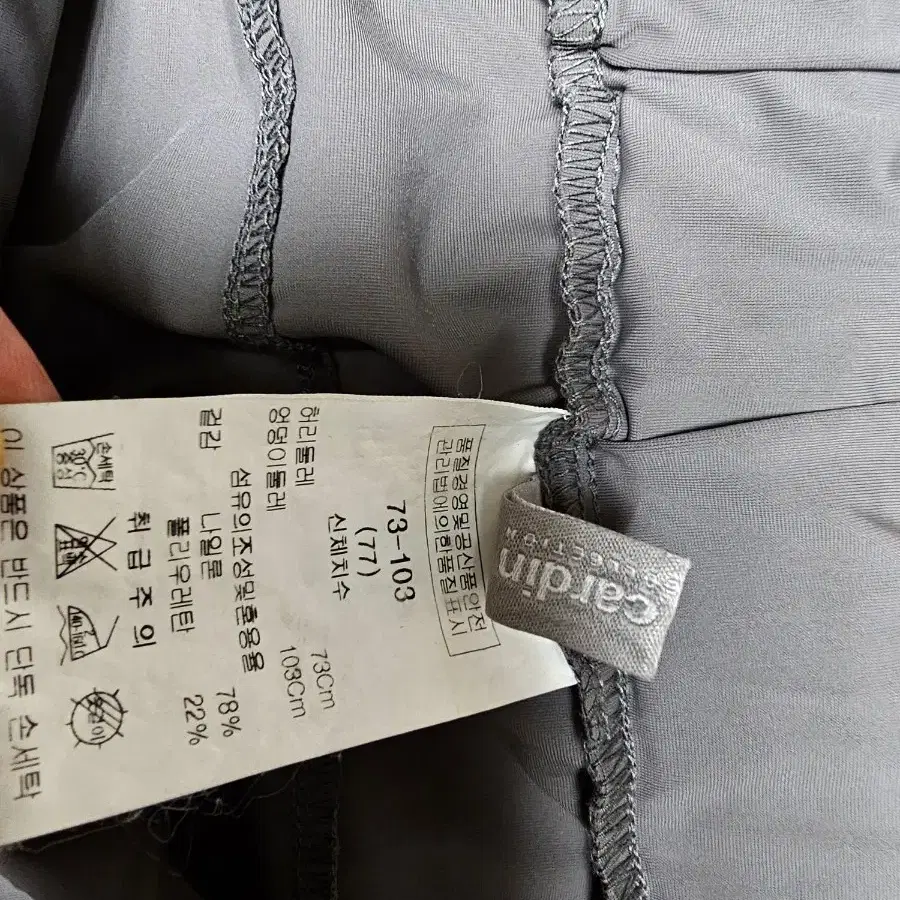 품질경영및공산품안전
관리법에의한품질표시
73-103
(77)
신체치수
허리둘레 73Cm
엉덩이둘레 103Cm
섬유의조성및혼용율
겉감 나일론 78%
폴리우레탄 22%
취급주의
손세탁
30℃
중성
이 상품은 반드시 단독 손세탁
cardin